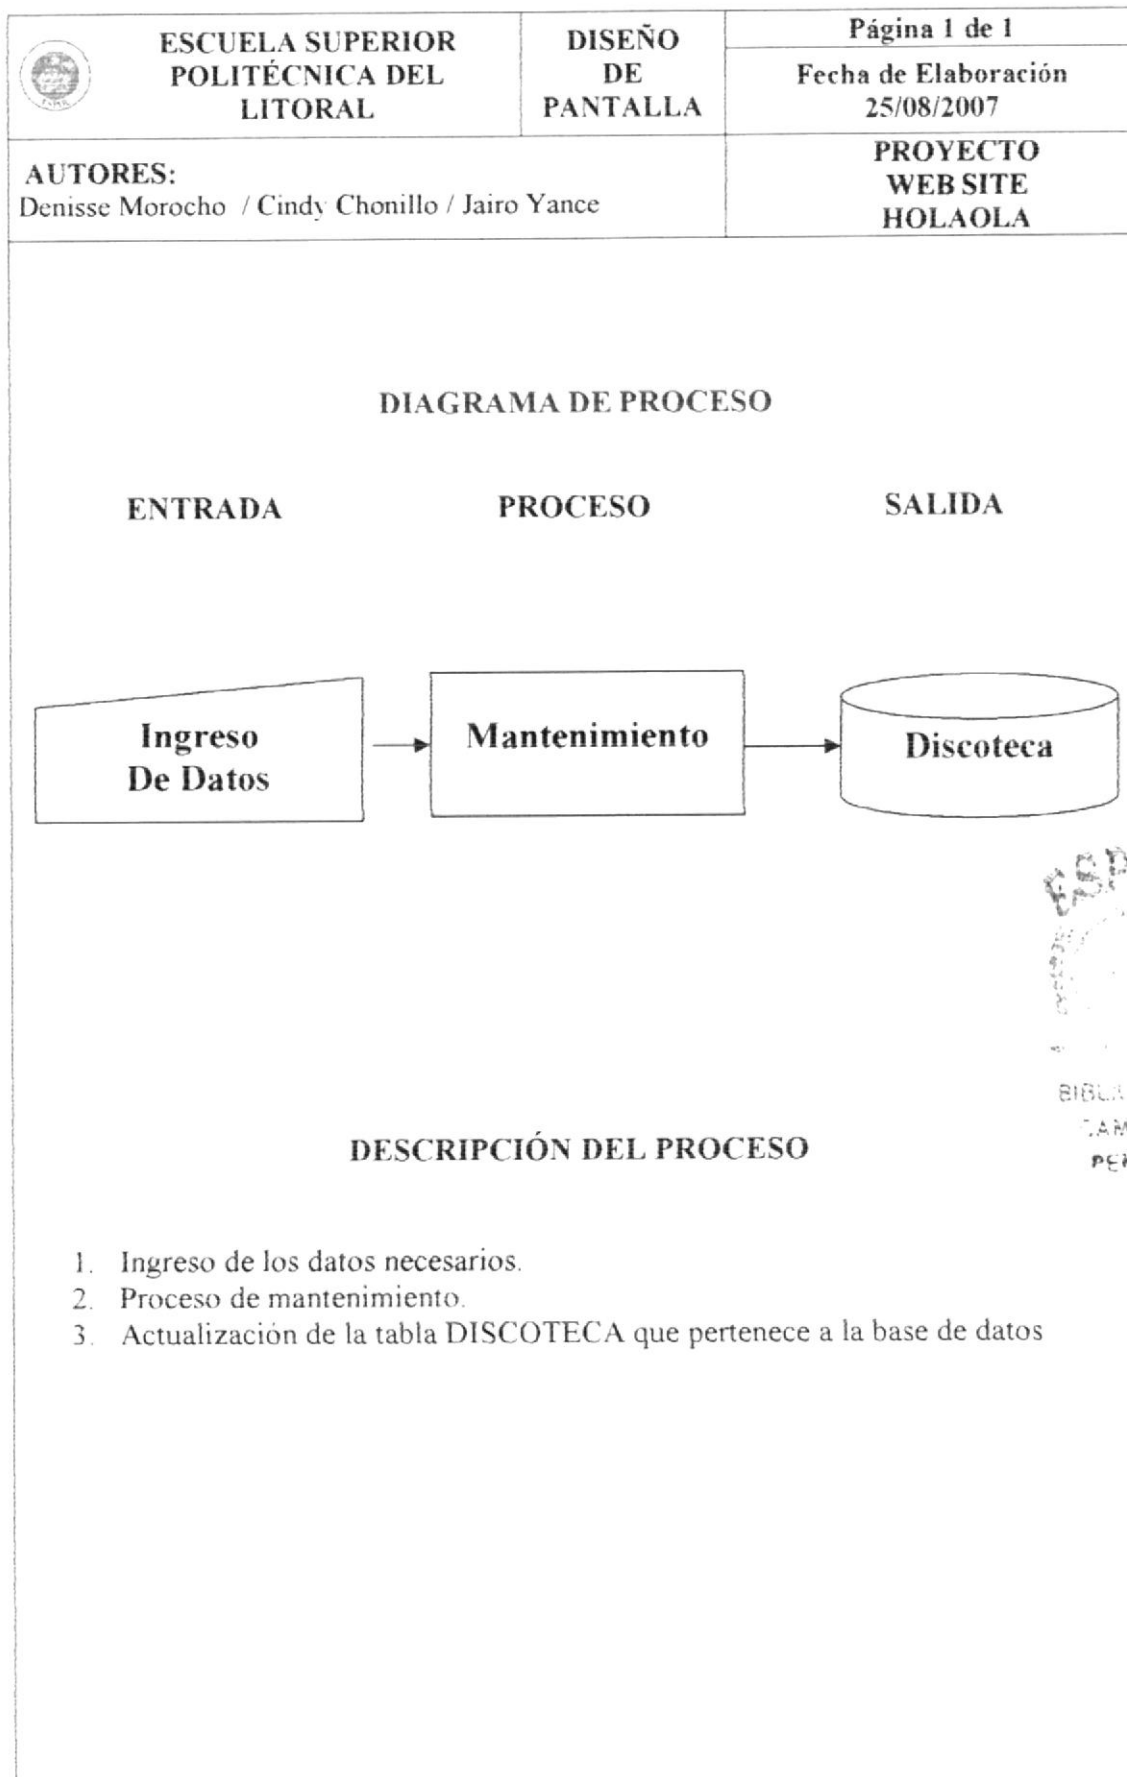 ESCUELA SUPERIOR
POLITÉCNICA DEL
LITORAL
DISEÑO
DE
PANTALLA
Página 1 de 1
Fecha de Elaboración
25/08/2007
AUTORES:
Denisse Morocho / Cindy Chonillo / Jairo Yance
PROYECTO
WEB SITE
HOLAOLA
DIAGRAMA DE PROCESO
ENTRADA PROCESO SALIDA
Ingreso
De Datos
Mantenimiento
Discoteca
DESCRIPCIÓN DEL PROCESO
1. Ingreso de los datos necesarios.
2. Proceso de mantenimiento.
3. Actualización de la tabla DISCOTECA que pertenece a la base de datos